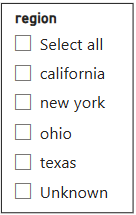 region
Select all
california
new york
ohio
texas
Unknown